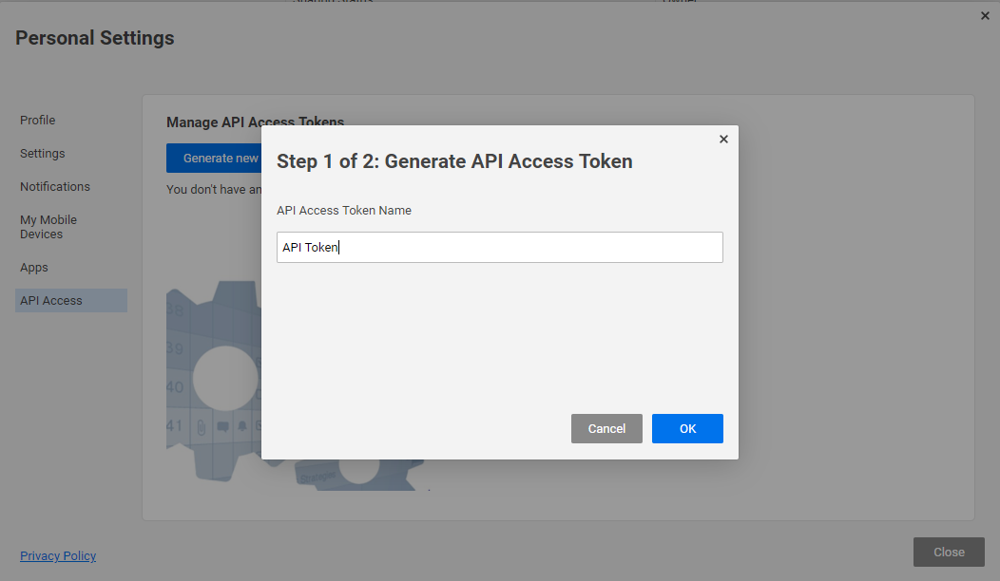 Personal Settings
Profile
Settings
Notifications
My Mobile
Devices
Apps
API Access
Manage API Access Tokens
Generate new
You don't have an
38
39
40
41
Step 1 of 2: Generate API Access Token
API Access Token Name
API Token
Cancel
OK
Privacy Policy
Close